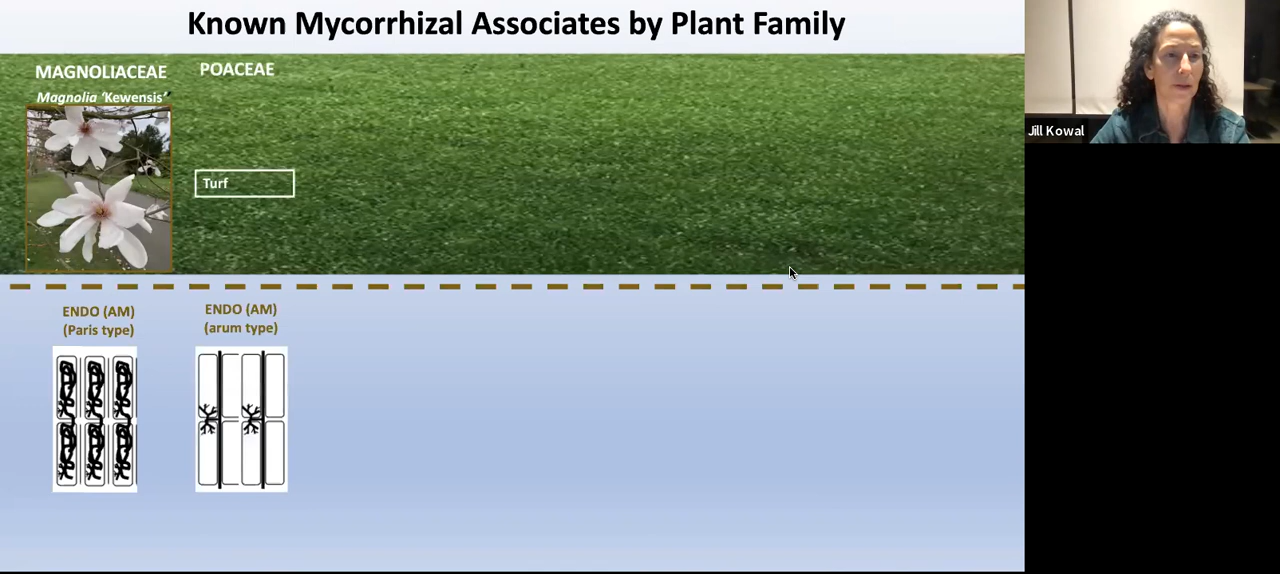 Known Mycorrhizal Associates by Plant Family
MAGNOLIACEAE
Magnolia ‘Kewensis’
POACEAE
Turf
Jill Kowal
ENDO (AM)
(Paris type)
ENDO (AM)
(arum type)